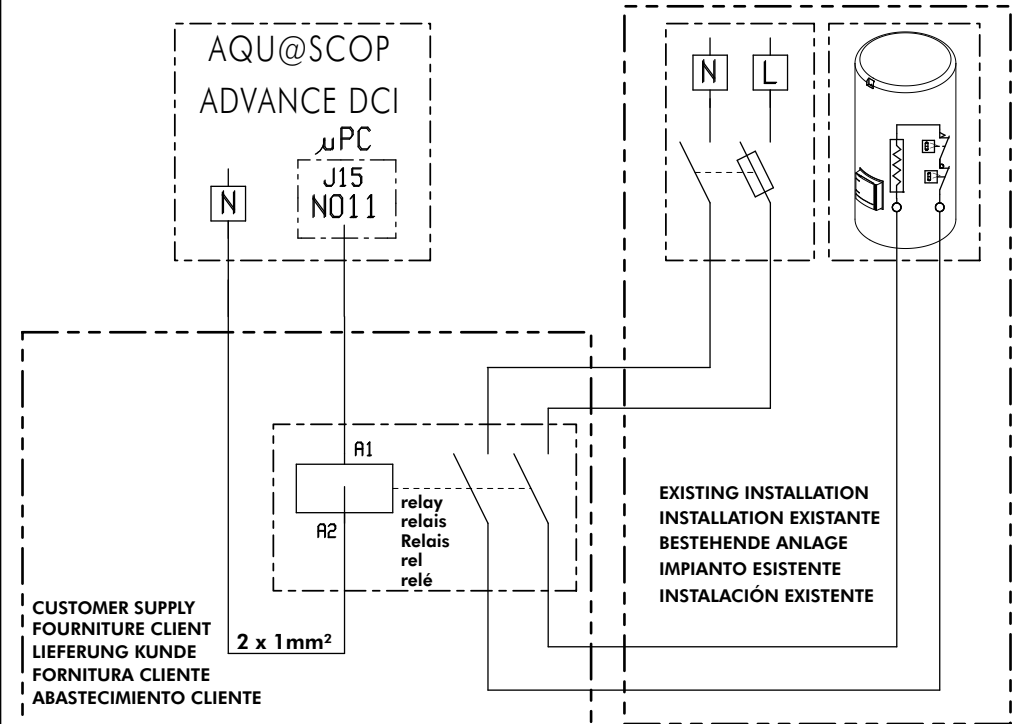 AQU@SCOP
ADVANCE DCI
µPC
J15
NO11
N
N
L
A1
A2
relay
relais
Relais
rel
relé
2 x 1mm²
CUSTOMER SUPPLY
FOURNITURE CLIENT
LIEFERUNG KUNDE
FORNITURA CLIENTE
ABASTECIMIENTO CLIENTE
EXISTING INSTALLATION
INSTALLATION EXISTANTE
BESTEHENDE ANLAGE
IMPIANTO ESISTENTE
INSTALACIÓN EXISTENTE